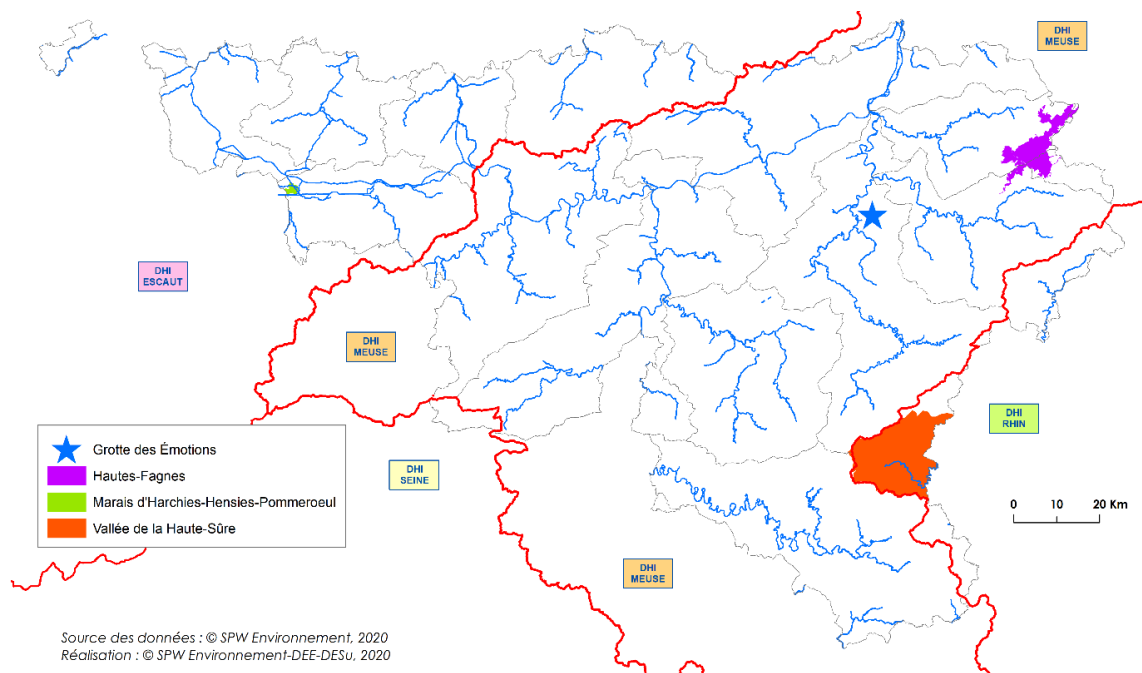 DHI
MEUSE
DHI
ESCAUT
DHI
MEUSE
DHI
RHIN
DHI
SEINE
DHI
MEUSE
Grotte des Émotions
Hautes-Fagnes
Marais d'Harchies-Hensies-Pommeroeul
Vallée de la Haute-Sûre
0 10 20 Km
Source des données : © SPW Environnement, 2020
Réalisation : © SPW Environnement-DEE-DESu, 2020